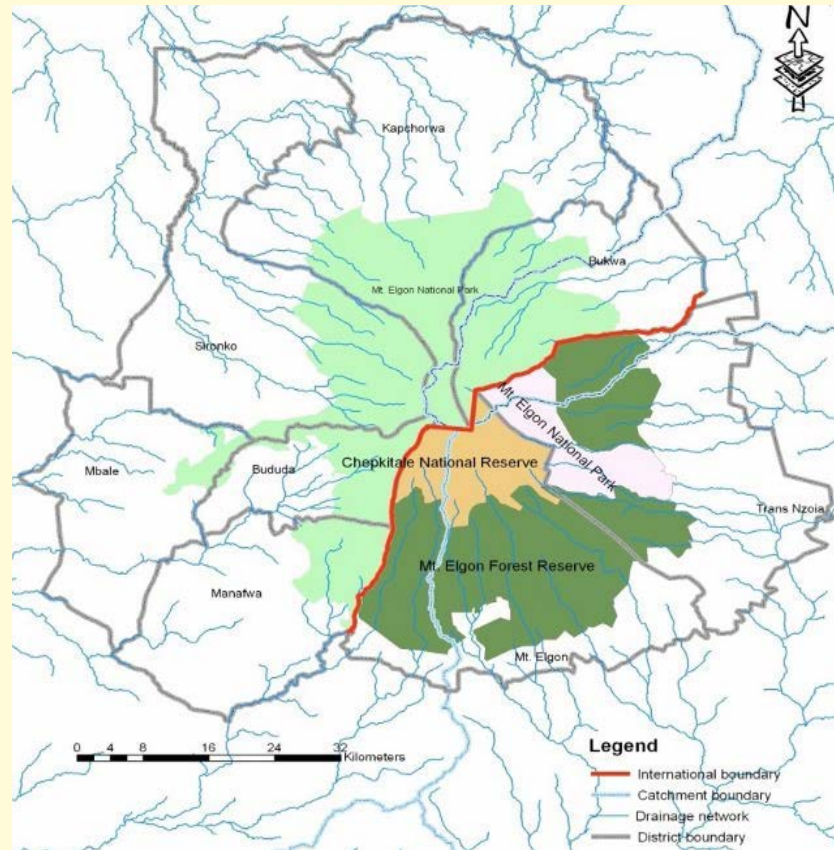 N
Kapchorwa
Bukwa
Mt. Elgon National Park
Sironko
Mt. Elgon National Park
Mbale
Bududa
Chepkitale National Reserve
Trans Nzoia
Manafwa
Mt. Elgon Forest Reserve
Mt. Elgon
0 4 8 16 24 32
Kilometers
Legend
International boundary
Catchment boundary
Drainage network
District boundary